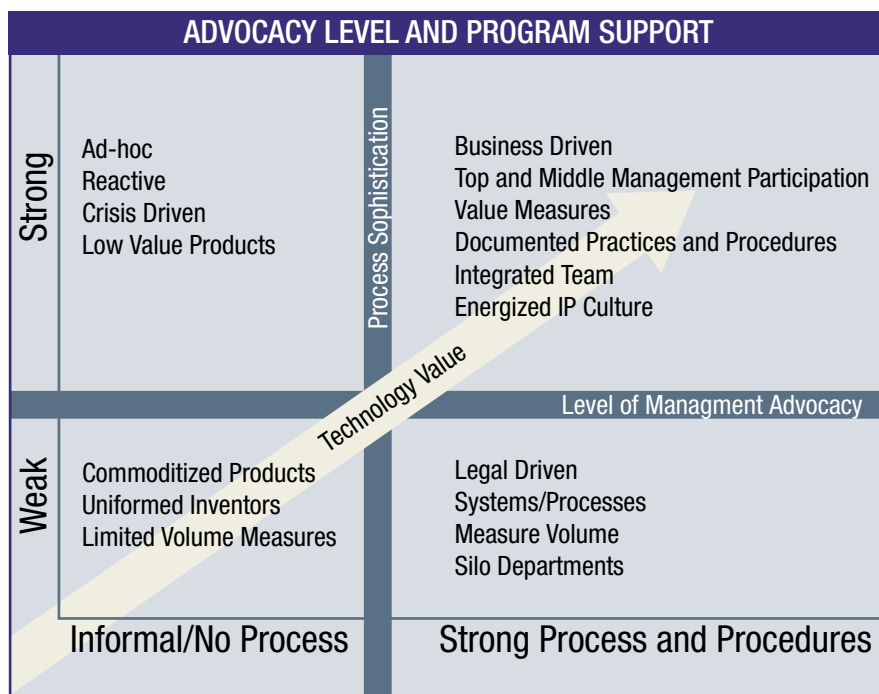 ADVOCACY LEVEL AND PROGRAM SUPPORT
Strong
Ad-hoc
Reactive
Crisis Driven
Low Value Products
Process Sophistication
Business Driven
Top and Middle Management Participation
Value Measures
Documented Practices and Procedures
Integrated Team
Energized IP Culture
Technology Value
Level of Managment Advocacy
Weak
Commoditized Products
Uniformed Inventors
Limited Volume Measures
Legal Driven
Systems/Processes
Measure Volume
Silo Departments
Informal/No Process
Strong Process and Procedures